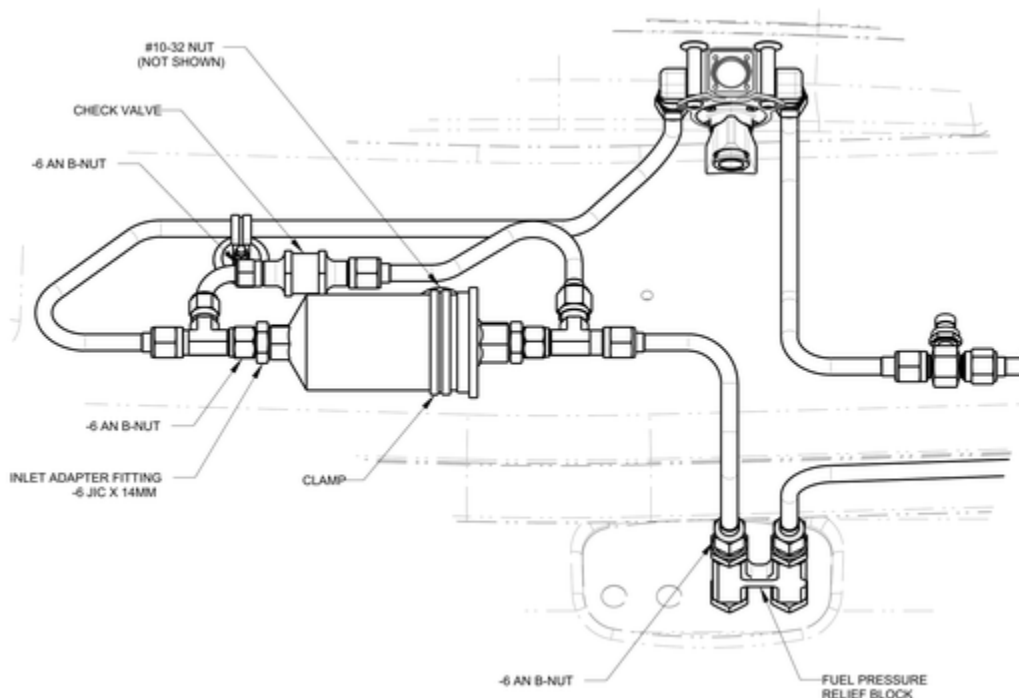 #10-32 NUT
(NOT SHOWN)
CHECK VALVE
-6 AN B-NUT
-6 AN B-NUT
INLET ADAPTER FITTING
-6 JIC X 14MM
CLAMP
-6 AN B-NUT
FUEL PRESSURE
RELIEF BLOCK